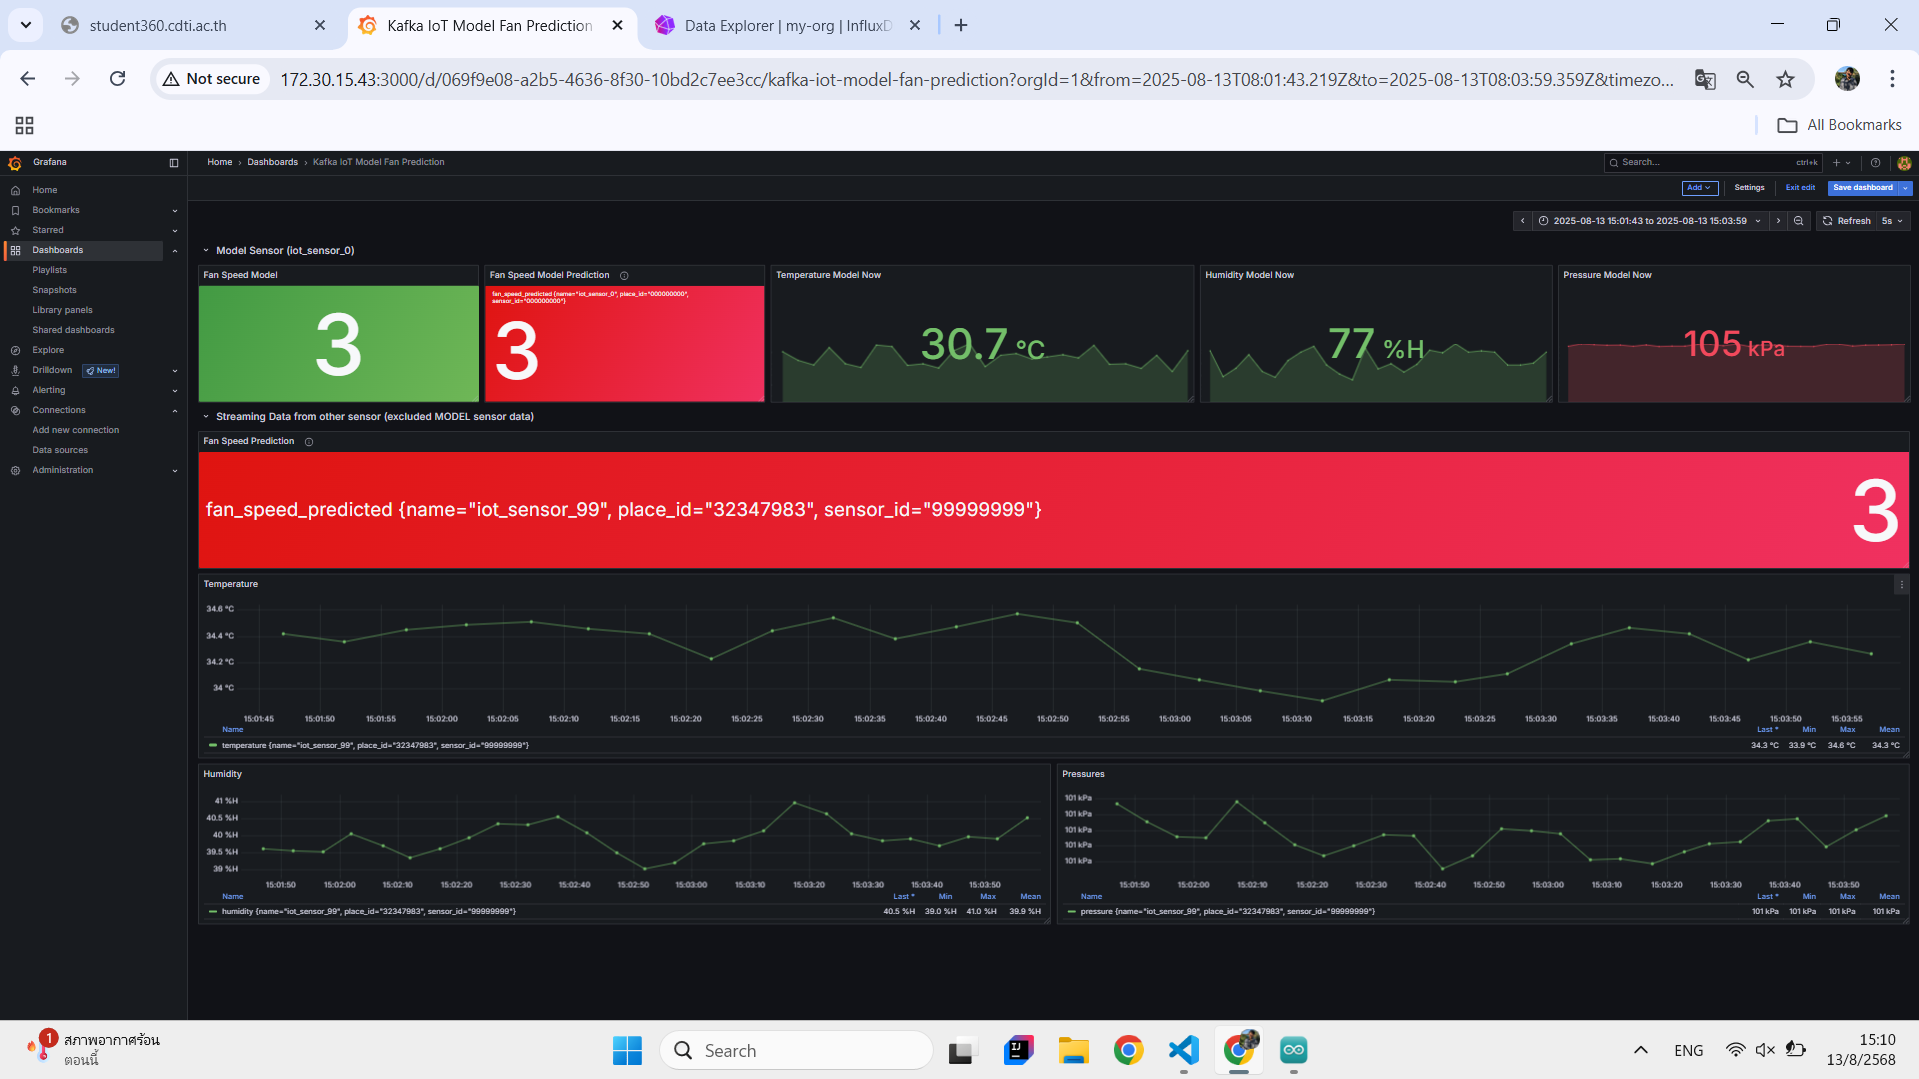 student360.cdti.ac.th
Kafka IoT Model Fan Prediction
Data Explorer | my-org | InfluxD
Not secure
172.30.15.43:3000/d/069f9e08-a2b5-4636-8f30-10bd2c7ee3cc/kafka-iot-model-fan-prediction?orgId=1&from=2025-08-13T08:01:43.219Z&to=2025-08-13T08:03:59.359Z&timezo...
All Bookmarks
Grafana
Home › Dashboards › Kafka IoT Model Fan Prediction
Search...
ctrl+k
Home
Bookmarks
Starred
Dashboards
Playlists
Snapshots
Library panels
Shared dashboards
Explore
Drilldown
New!
Alerting
Connections
Add new connection
Data sources
Administration
Add
Settings
Exit edit
Save dashboard
2025-08-13 15:01:43 to 2025-08-13 15:03:59
Refresh
5s
Model Sensor (iot_sensor_0)
Fan Speed Model
3
Fan Speed Model Prediction
fan_speed_predicted {name="iot_sensor_0", place_id="000000000",
sensor_id="000000000"}
3
Temperature Model Now
30.7 °C
Humidity Model Now
77 %H
Pressure Model Now
105 kPa
Streaming Data from other sensor (excluded MODEL sensor data)
Fan Speed Prediction
fan_speed_predicted {name="iot_sensor_99", place_id="32347983", sensor_id="99999999"}
3
Temperature
34.6 °C
34.4 °C
34.2 °C
34 °C
15:01:45 15:01:50 15:01:55 15:02:00 15:02:05 15:02:10 15:02:15 15:02:20 15:02:25 15:02:30 15:02:35 15:02:40 15:02:45 15:02:50 15:02:55 15:03:00 15:03:05 15:03:10 15:03:15 15:03:20 15:03:25 15:03:30 15:03:35 15:03:40 15:03:45 15:03:50 15:03:55
Name Last * Min Max Mean
temperature {name="iot_sensor_99", place_id="32347983", sensor_id="99999999"} 34.3 °C 33.9 °C 34.6 °C 34.3 °C
Humidity
41 %H
40.5 %H
40 %H
39.5 %H
39 %H
15:01:50 15:02:00 15:02:10 15:02:20 15:02:30 15:02:40 15:02:50 15:03:00 15:03:10 15:03:20 15:03:30 15:03:40 15:03:50
Name Last * Min Max Mean
humidity {name="iot_sensor_99", place_id="32347983", sensor_id="99999999"} 40.5 %H 39.0 %H 41.0 %H 39.9 %H
Pressures
101 kPa
101 kPa
101 kPa
101 kPa
101 kPa
15:01:50 15:02:00 15:02:10 15:02:20 15:02:30 15:02:40 15:02:50 15:03:00 15:03:10 15:03:20 15:03:30 15:03:40 15:03:50
Name Last * Min Max Mean
pressure {name="iot_sensor_99", place_id="32347983", sensor_id="99999999"} 101 kPa 101 kPa 101 kPa 101 kPa
1
สภาพอากาศร้อน
ตอนนี้
Search
IJ
ENG
15:10
13/8/2568